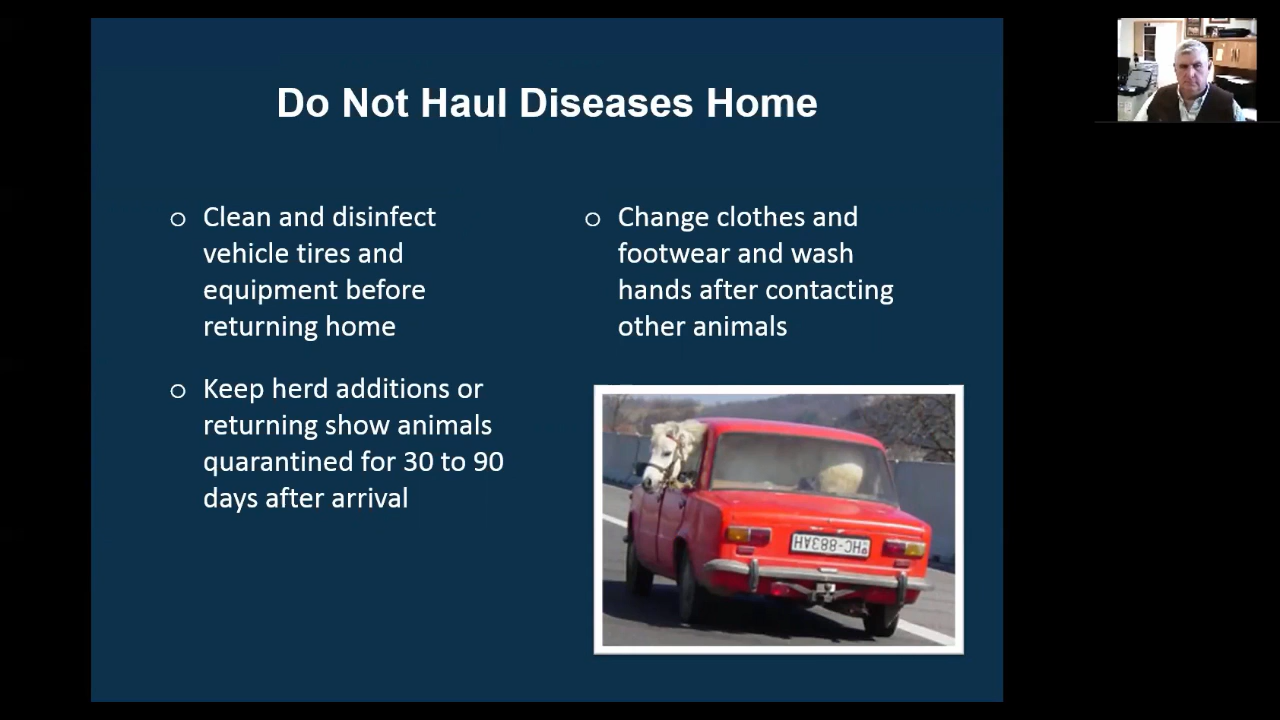 Do Not Haul Diseases Home
o Clean and disinfect
vehicle tires and
equipment before
returning home
o Keep herd additions or
returning show animals
quarantined for 30 to 90
days after arrival
o Change clothes and
footwear and wash
hands after contacting
other animals